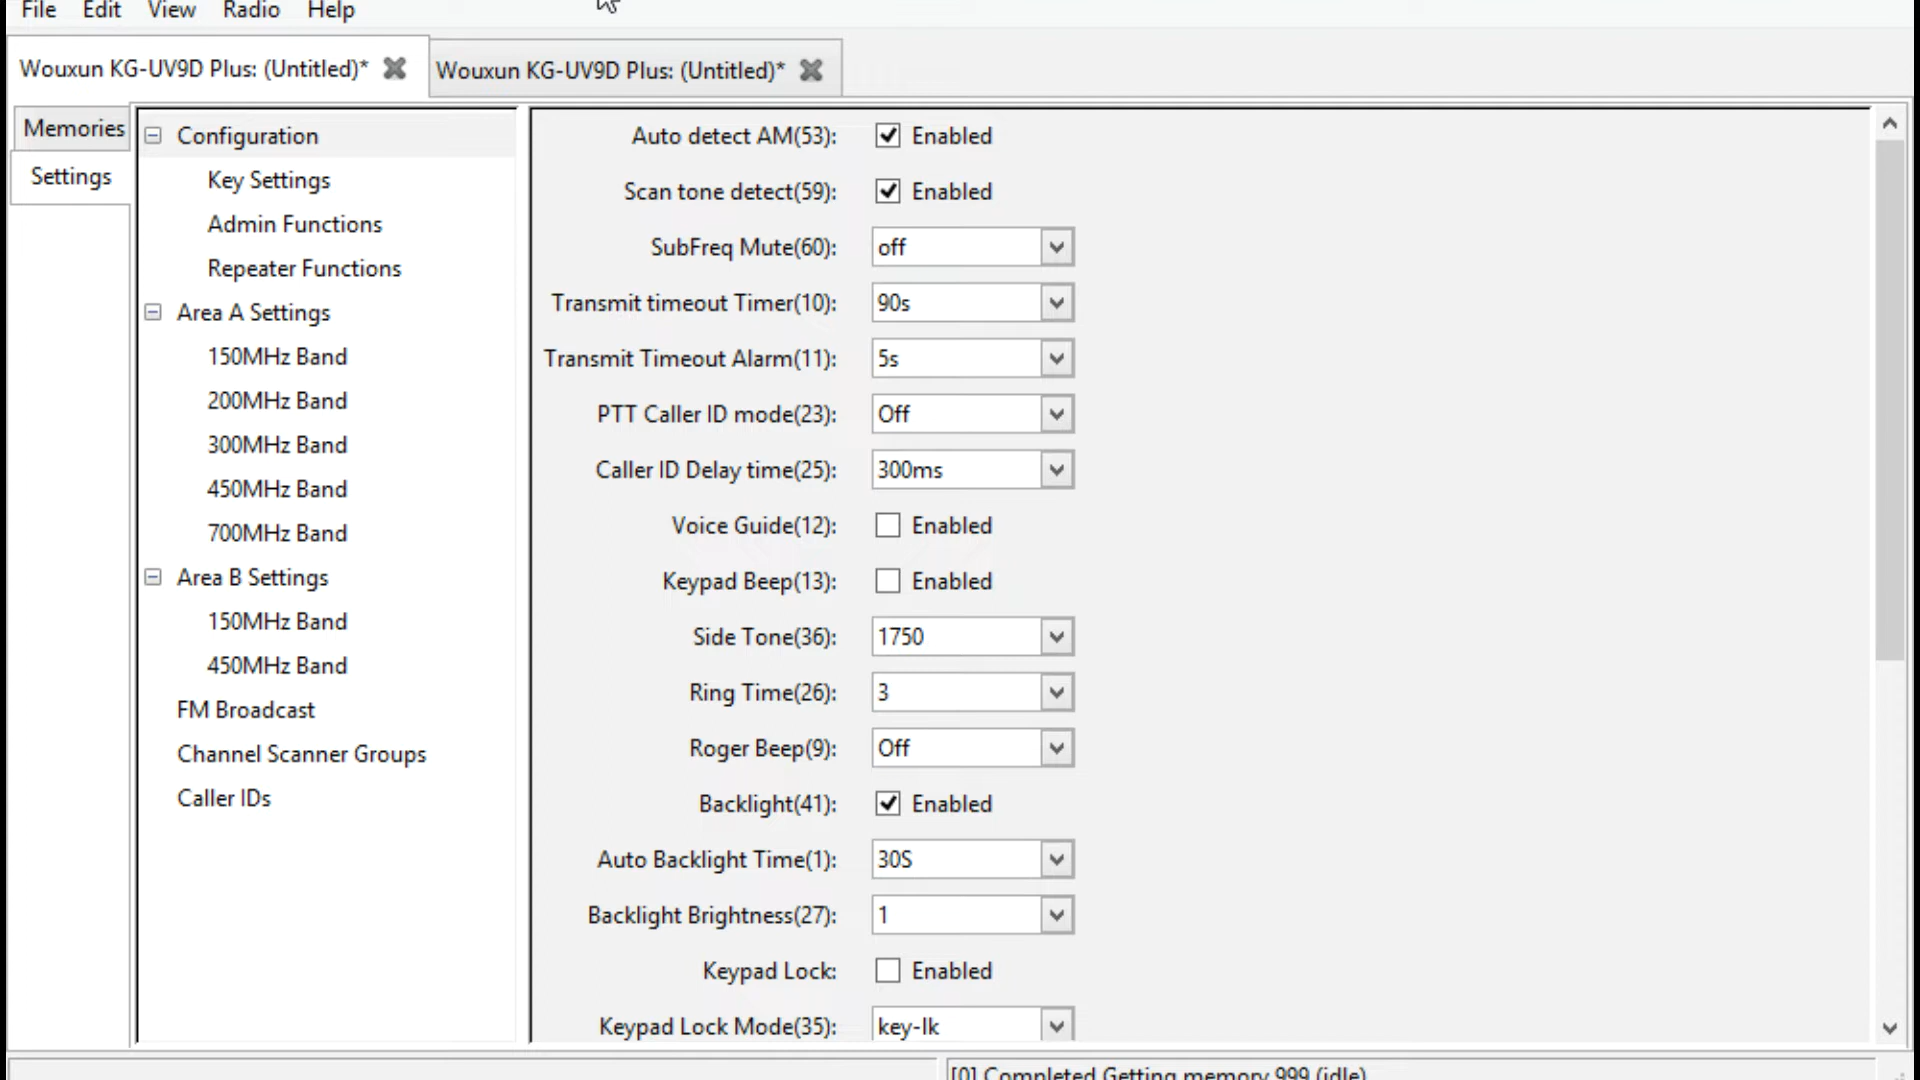 File Edit View Radio Help
Wouxun KG-UV9D Plus: (Untitled)* Wouxun KG-UV9D Plus: (Untitled)*
Memories
Settings
Configuration
Key Settings
Admin Functions
Repeater Functions
Area A Settings
150MHz Band
200MHz Band
300MHz Band
450MHz Band
700MHz Band
Area B Settings
150MHz Band
450MHz Band
FM Broadcast
Channel Scanner Groups
Caller IDs
Auto detect AM(53): Enabled
Scan tone detect(59): Enabled
SubFreq Mute(60): off
Transmit timeout Timer(10): 90s
Transmit Timeout Alarm(11): 5s
PTT Caller ID mode(23): Off
Caller ID Delay time(25): 300ms
Voice Guide(12): Enabled
Keypad Beep(13): Enabled
Side Tone(36): 1750
Ring Time(26): 3
Roger Beep(9): Off
Backlight(41): Enabled
Auto Backlight Time(1): 30S
Backlight Brightness(27): 1
Keypad Lock: Enabled
Keypad Lock Mode(35): key-lk
[0] Completed Getting memory 999 (idle)